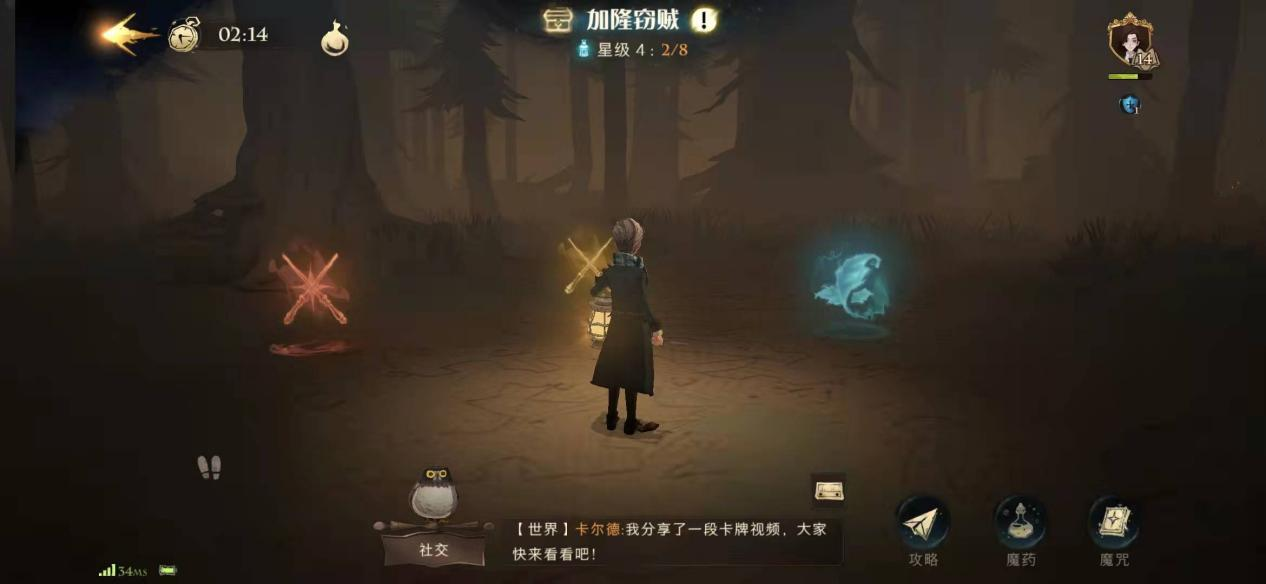 02:14
加隆窃贼
星级 4：2/8
14
1
【世界】卡尔德:我分享了一段卡牌视频，大家
快来看看吧！
社交
攻略
魔药
魔咒
34MS